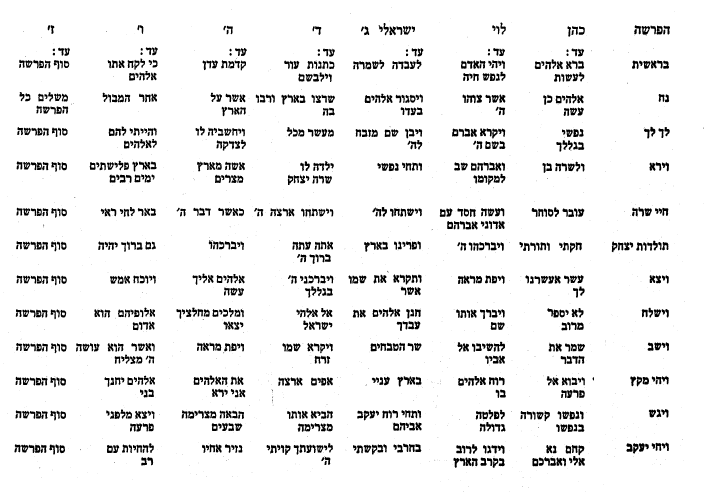 הפרשה כהן לוי ישראלי ג׳ ד׳ ה׳ ו׳ ז׳
עד: עד: עד: עד: עד: עד: עד:
בראשית ברא אלהים ויהי האדם לעבדה לשמרה כתנות עור קדמת עדן כי לקח אתו סוף הפרשה
לעשות לנפש חיה וילבשם אלהים
נח אלהים כן אשר צוהו ויסגור אלהים שרצו בארץ ורבו אשר על אחר המבול משלים כל
עשה ה׳ בעדו בה הארץ הפרשה
לך לך נפשי ויקרא אברם ויבן שם מזבח מעשר מכל ויחשביה לו והייתי להם סוף הפרשה
בגללך בשם ה׳ לה׳ לצדקה לאלהים
וירא ולשרה בן ואברהם שב ותחי נפשי ילדה לו אשה מארץ בארץ פלישתים סוף הפרשה
למקומו שרה יצחק מצרים ימים רבים
חיי שרה עובר לסוחר ועשה חסד עם וישתחו לה׳ וישתחו ארצה ה׳ כאשר דבר ה׳ באר לחי ראי סוף הפרשה
אדוני אברהם
תולדות יצחק חקתי ותורתי ויברכהו ה׳ ופרינו בארץ אתה עתה ויברכהו גם ברוך יהיה סוף הפרשה
ברוך ה׳
ויצא עשר אעשרנו ויפת מראה ותקרא את שמו ויברכני ה׳ אלהים אליך ויוכח אמש סוף הפרשה
לך אשר בגללך עשה
וישלח לא יספר ויברך אותו חנן אלהים את אל אלהי ומלכים מחלציך אלופיהם הוא סוף הפרשה
מרוב שם עבדך ישראל יצאו אדום
וישב שמר את להשיבו אל שר הטבחים ויקרא שמו ויפת מראה ואשר הוא עושה סוף הפרשה
הדבר אביו זרח ה׳ מצליח
ויהי מקץ ויבוא אל רוח אלהים בארץ עניי אפים ארצה את האלהים אלהים יחנך סוף הפרשה
פרעה בו אני ירא בני
ויגש ונפשו קשורה לפלטה ותחי רוח יעקב הביא אותו הבאה מצרימה ויצא מלפני סוף הפרשה
בנפשו גדולה אביהם מצרימה שבעים פרעה
ויחי יעקב קחם נא וידגו לרוב בחרבי ובקשתי לישועתך קויתי נזיר אחיו להחיות עם סוף הפרשה
אלי ואברכם בקרב הארץ ה׳ רב